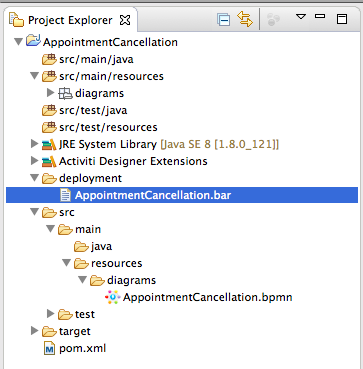 Project Explorer
AppointmentCancellation
src/main/java
src/main/resources
diagrams
src/test/java
src/test/resources
JRE System Library [Java SE 8 [1.8.0_121]]
Activiti Designer Extensions
deployment
AppointmentCancellation.bar
src
main
java
resources
diagrams
AppointmentCancellation.bpmn
test
target
pom.xml